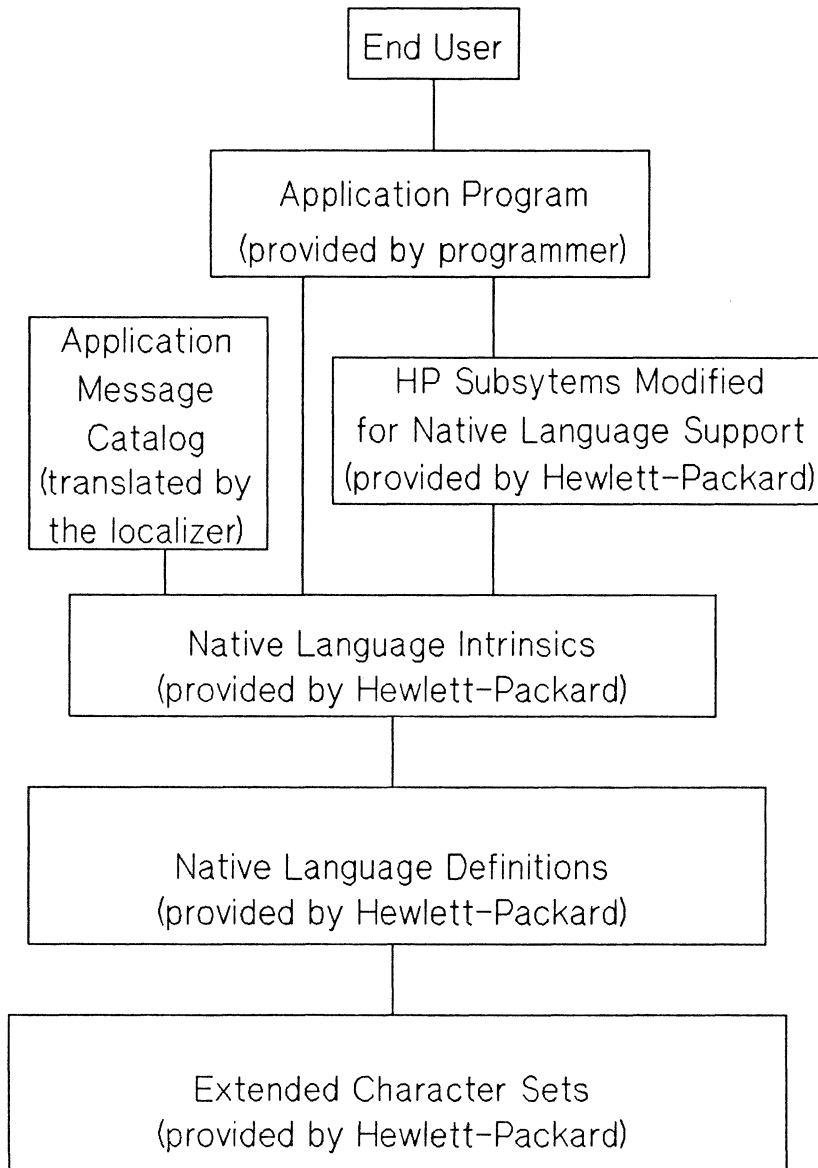 End User
Application Program
(provided by programmer)
Application
Message
Catalog
(translated by
the localizer)
HP Subsytems Modified
for Native Language Support
(provided by Hewlett-Packard)
Native Language Intrinsics
(provided by Hewlett-Packard)
Native Language Definitions
(provided by Hewlett-Packard)
Extended Character Sets
(provided by Hewlett-Packard)